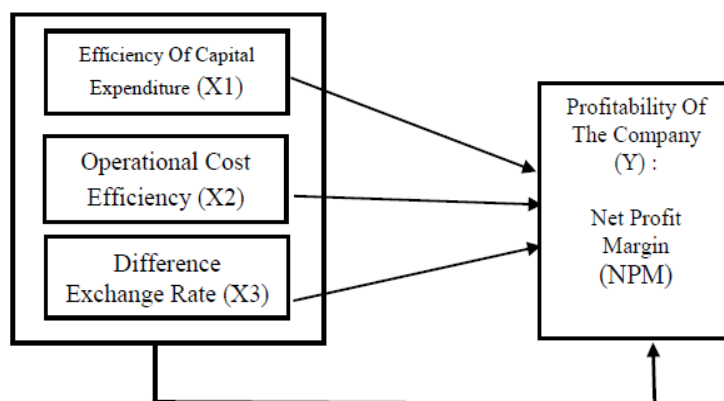 Efficiency Of Capital
Expenditure (X1)
Operational Cost
Efficiency (X2)
Difference
Exchange Rate (X3)
Profitability Of
The Company
(Y) :
Net Profit
Margin
(NPM)